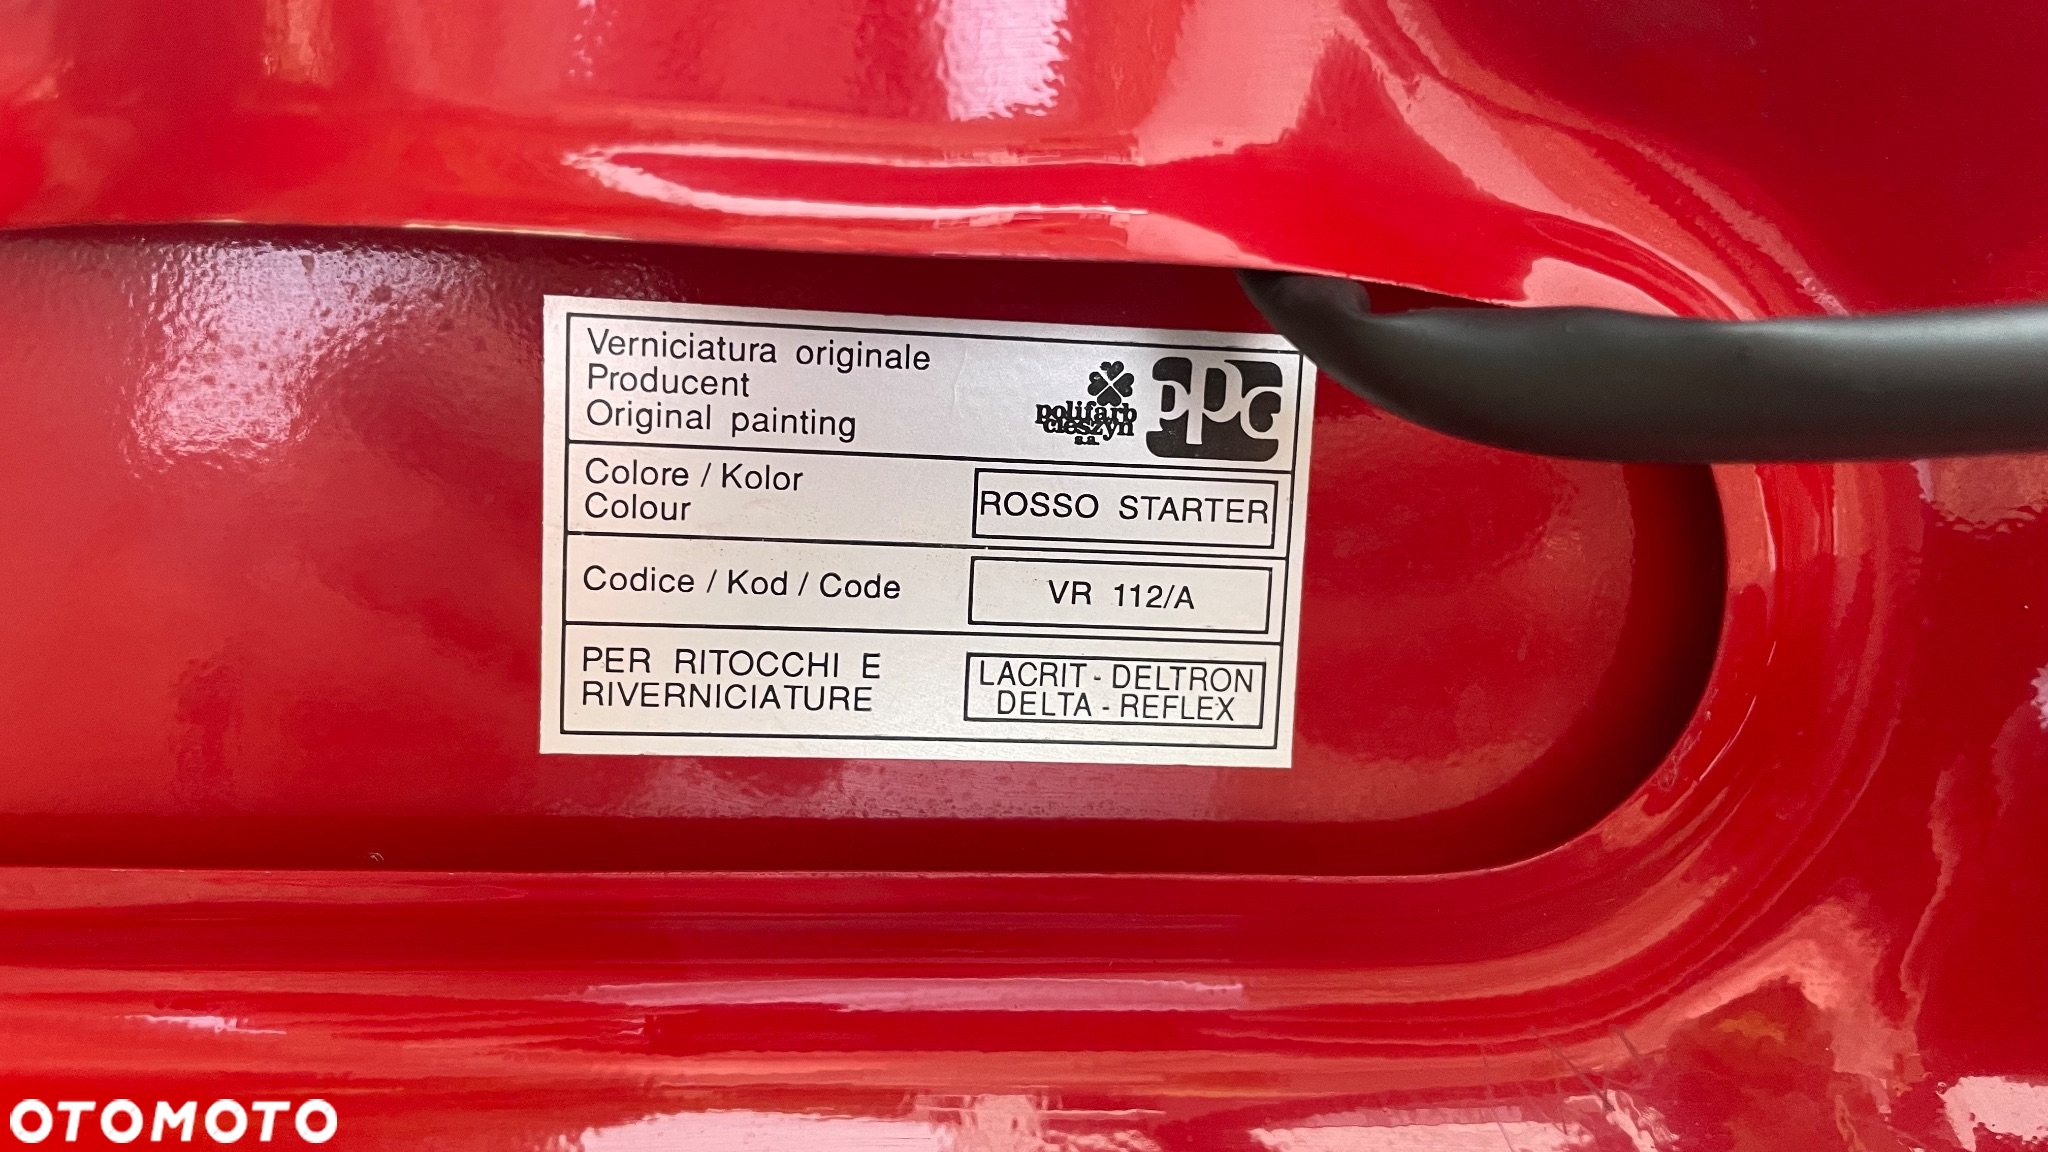 Verniciatura originale
Producent
Original painting
polifarb
cieszyn
s.a.
PPG
Colore / Kolor
Colour
ROSSO STARTER
Codice / Kod / Code
VR 112/A
PER RITOCCHI E
RIVERNICIATURE
LACRIT - DELTRON
DELTA - REFLEX
OTOMOTO